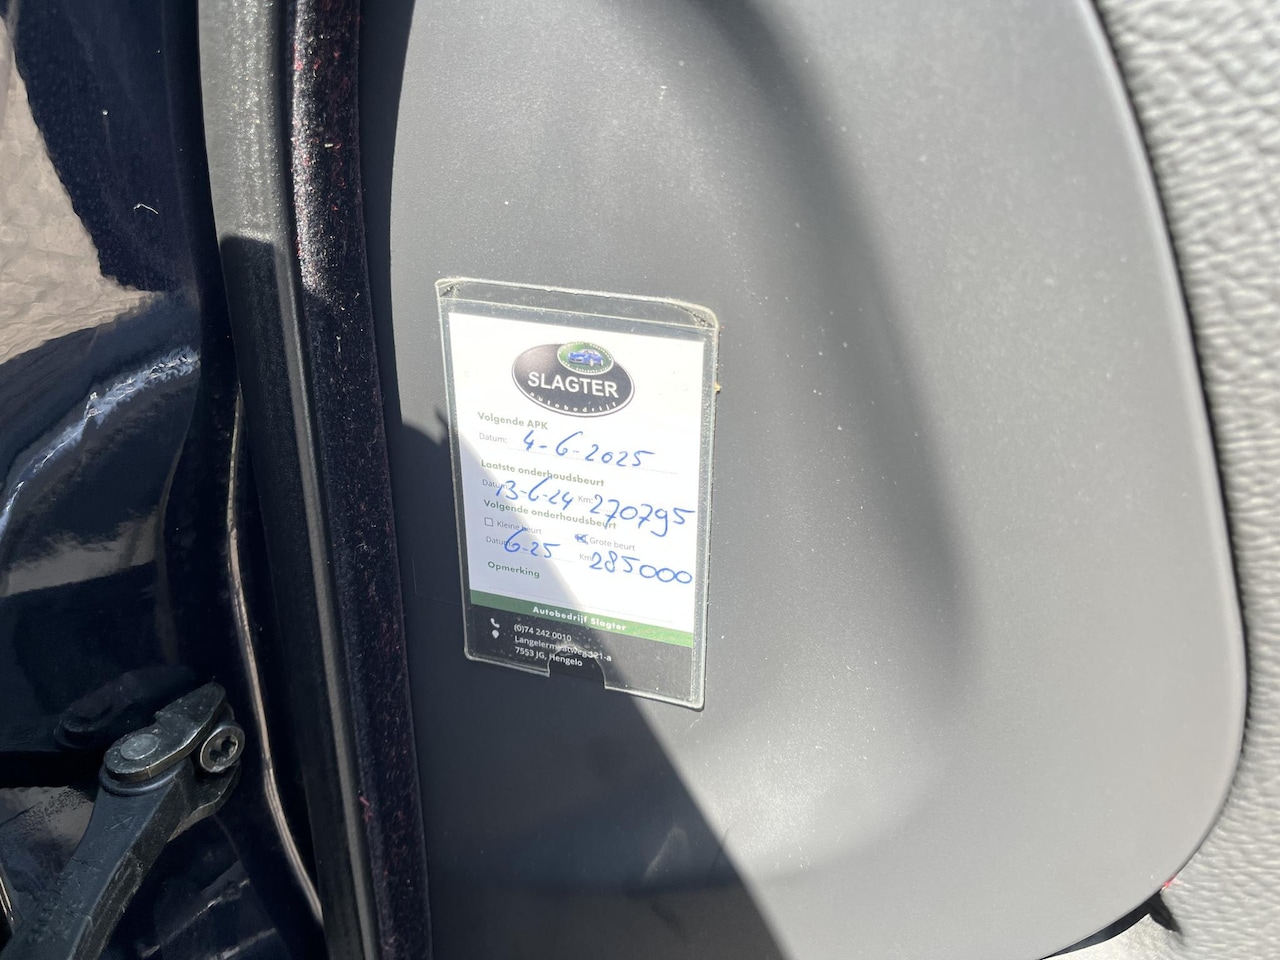 SLAGTER
autobedrijf
Volgende APK
Datum: 4-6-2025
Laatste onderhoudsbeurt
Datum: 13-6-24 Km: 270795
Volgende onderhoudsbeurt
Kleine beurt Grote beurt
Datum: 6-25 Km: 285000
Opmerking
Autobedrijf Slagter
(0)74 242 0010
7553 JG, Hengelo